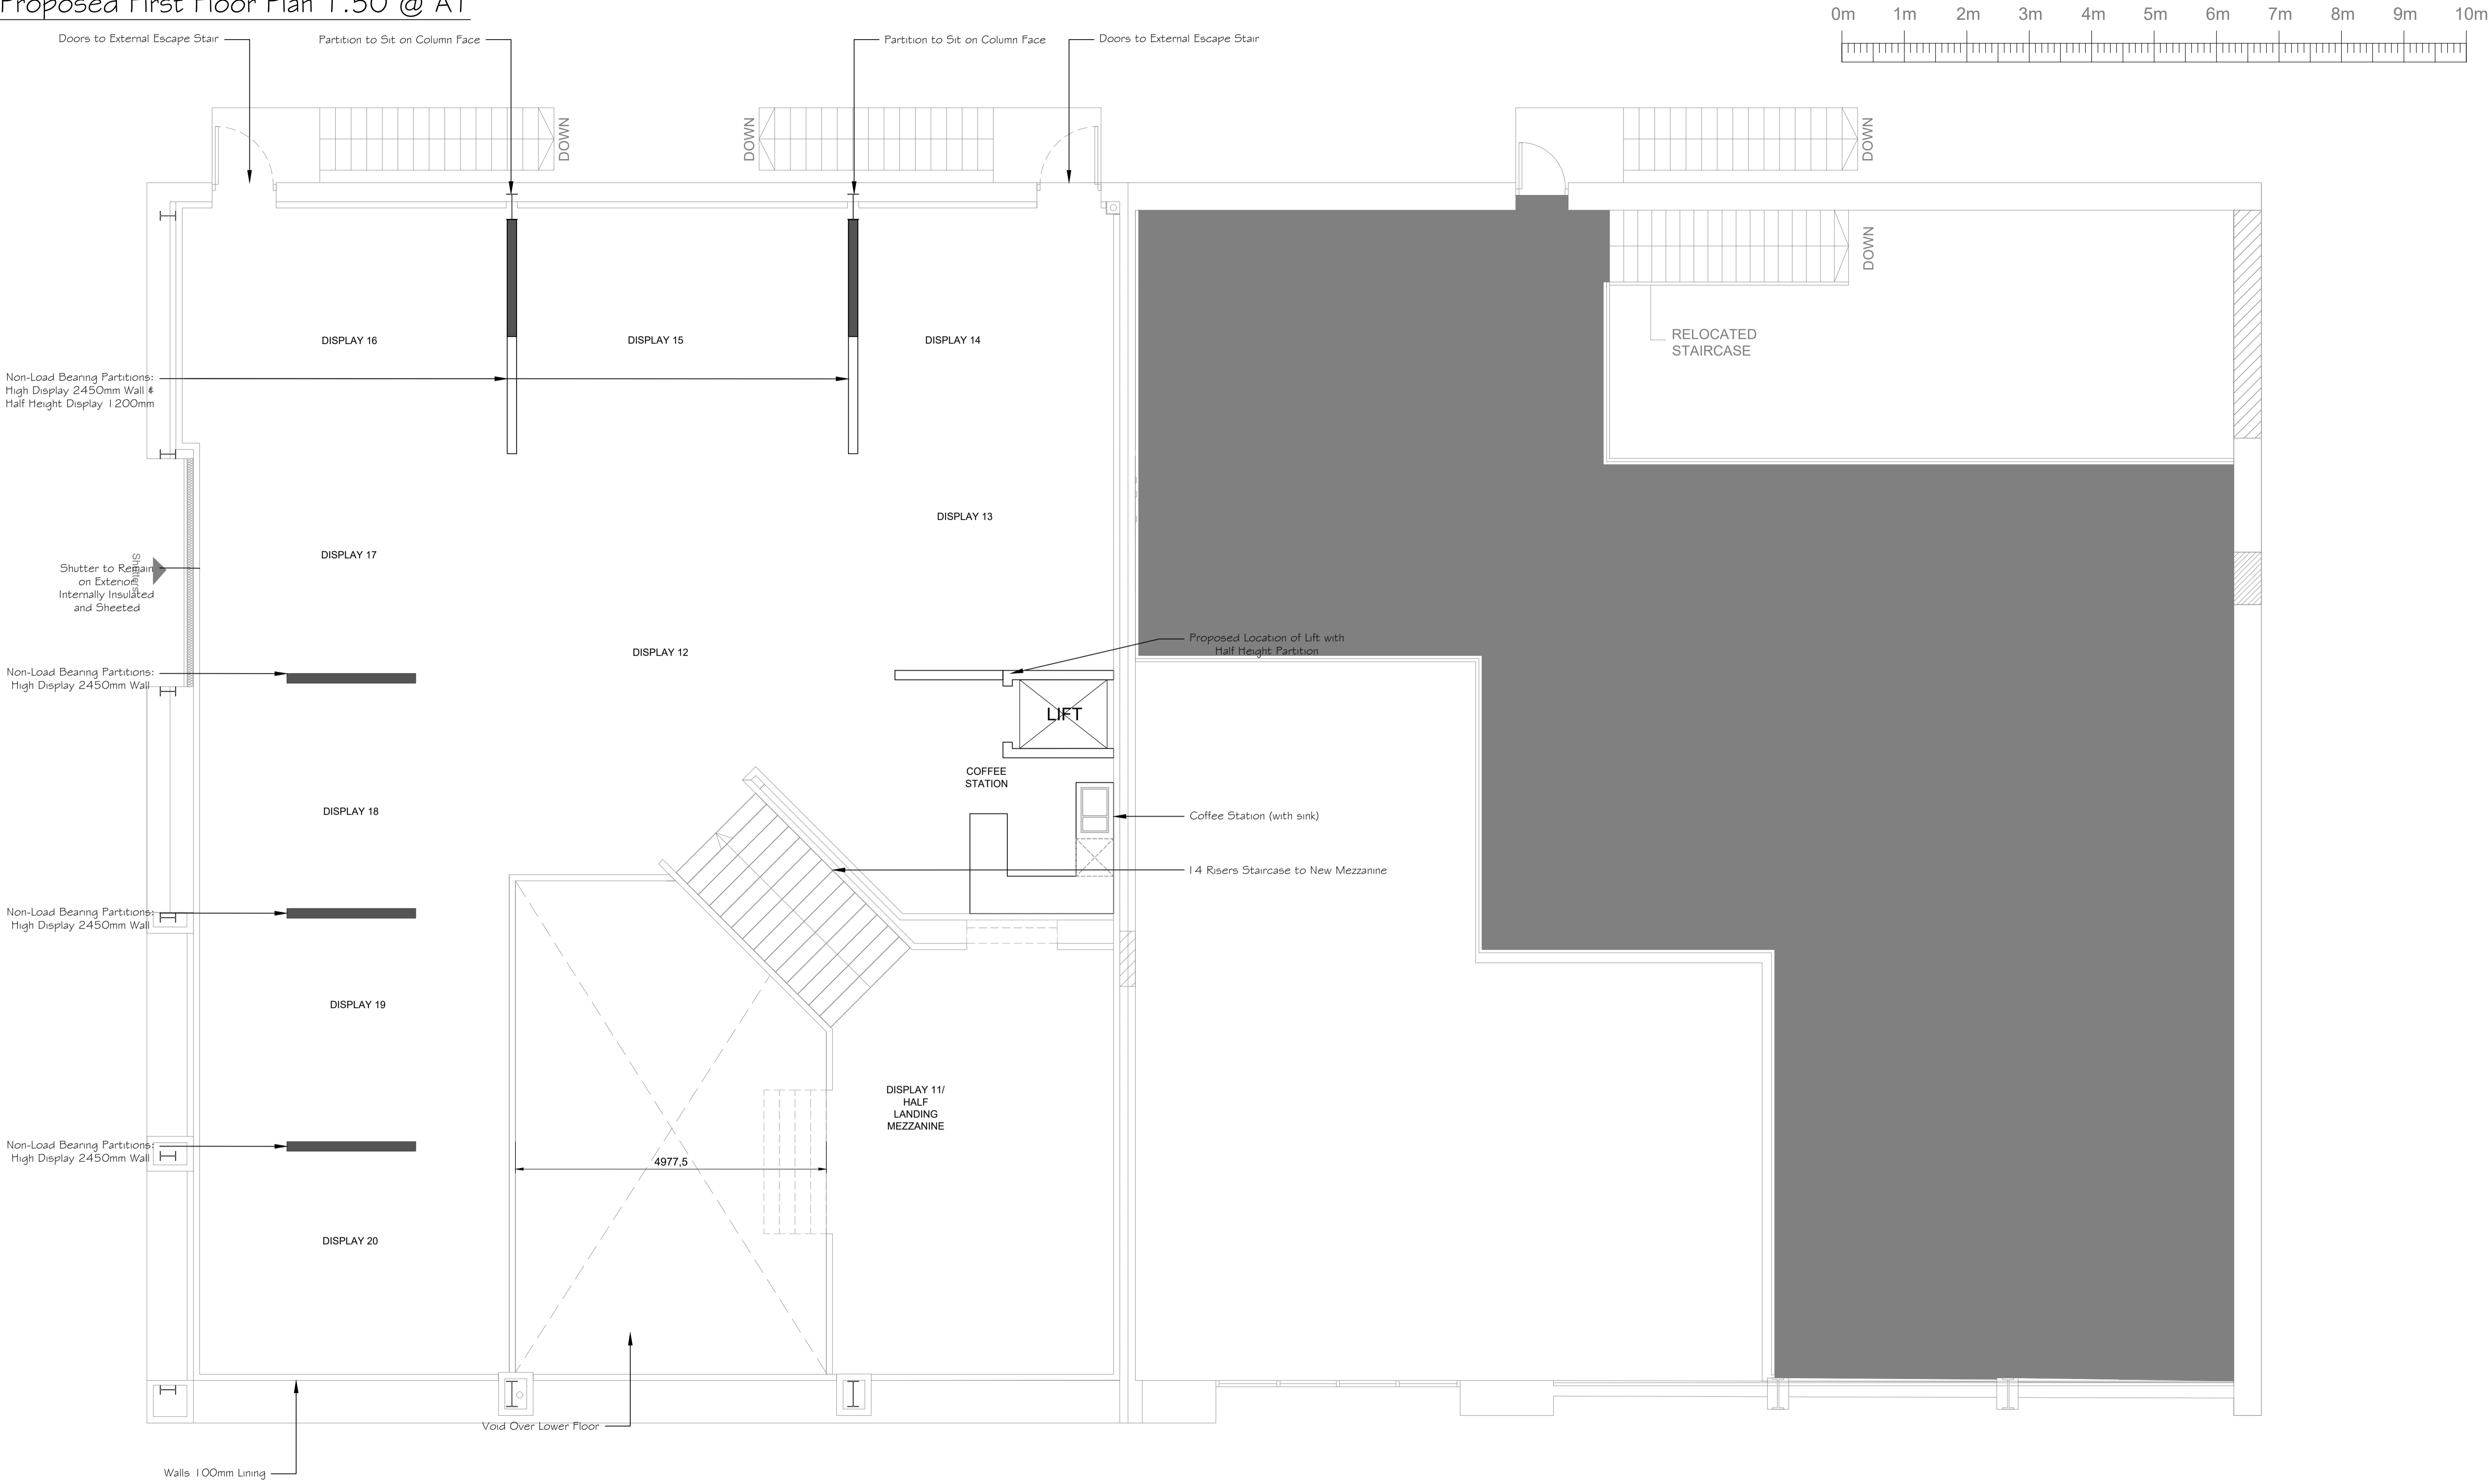 Proposed First Floor Plan 1:50 @ A1
0m 1m 2m 3m 4m 5m 6m 7m 8m 9m 10m
Doors to External Escape Stair
Partition to Sit on Column Face
Partition to Sit on Column Face
Doors to External Escape Stair
DOWN
DOWN
DOWN
DOWN
RELOCATED
STAIRCASE
DISPLAY 16
DISPLAY 15
DISPLAY 14
Non-Load Bearing Partitions:
High Display 2450mm Wall &
Half Height Display 1200mm
DISPLAY 13
DISPLAY 17
Shutters
Shutter to Remain
on Exterior
Internally Insulated
and Sheeted
DISPLAY 12
Proposed Location of Lift with
Half Height Partition
Non-Load Bearing Partitions:
High Display 2450mm Wall
LIFT
COFFEE
STATION
DISPLAY 18
Coffee Station (with sink)
14 Risers Staircase to New Mezzanine
Non-Load Bearing Partitions:
High Display 2450mm Wall
DISPLAY 19
DISPLAY 11/
HALF
LANDING
MEZZANINE
Non-Load Bearing Partitions:
High Display 2450mm Wall
4977,5
DISPLAY 20
Void Over Lower Floor
Walls 100mm Lining